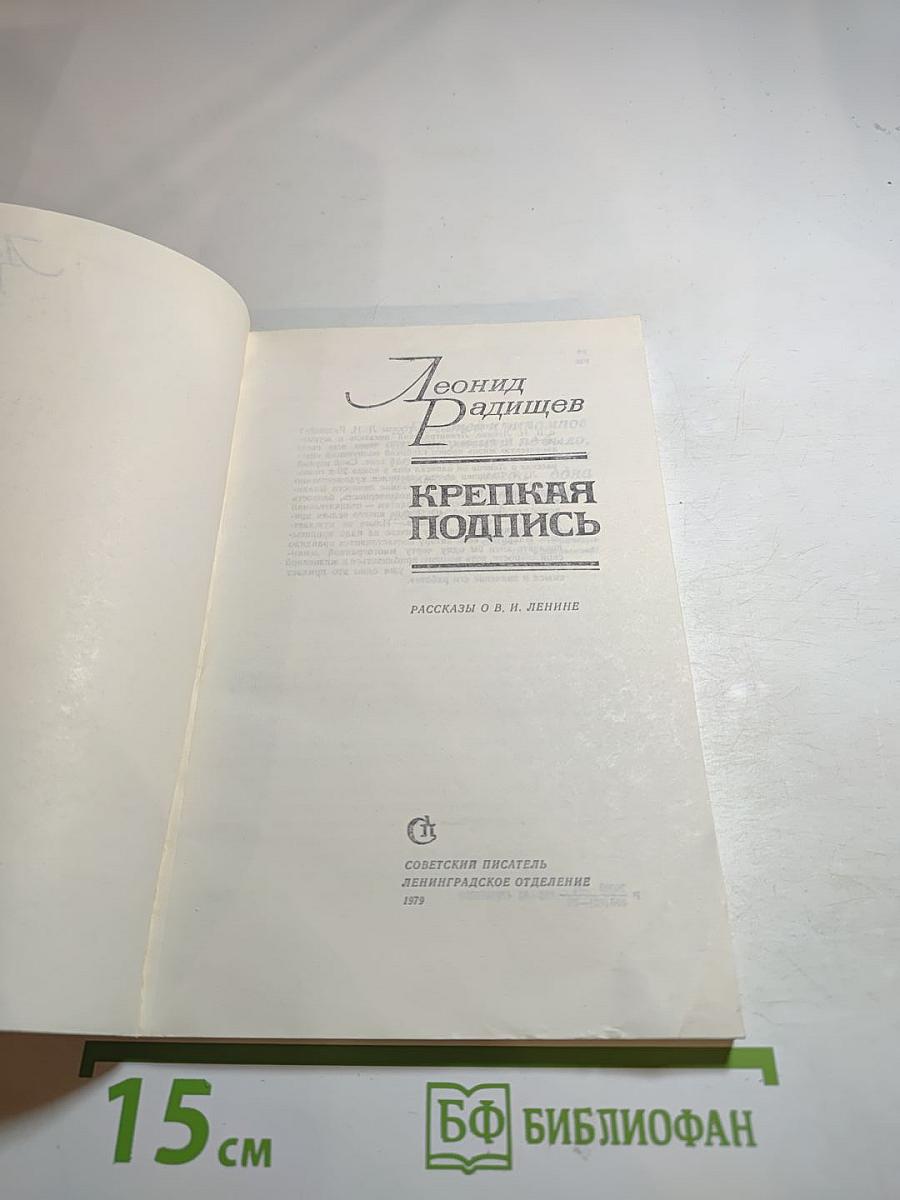 Леонид
Радищев
КРЕПКАЯ
ПОДПИСЬ
РАССКАЗЫ О В. И. ЛЕНИНЕ
СОВЕТСКИЙ ПИСАТЕЛЬ
ЛЕНИНГРАДСКОЕ ОТДЕЛЕНИЕ
1979
15 см
БФ БИБЛИОФАН